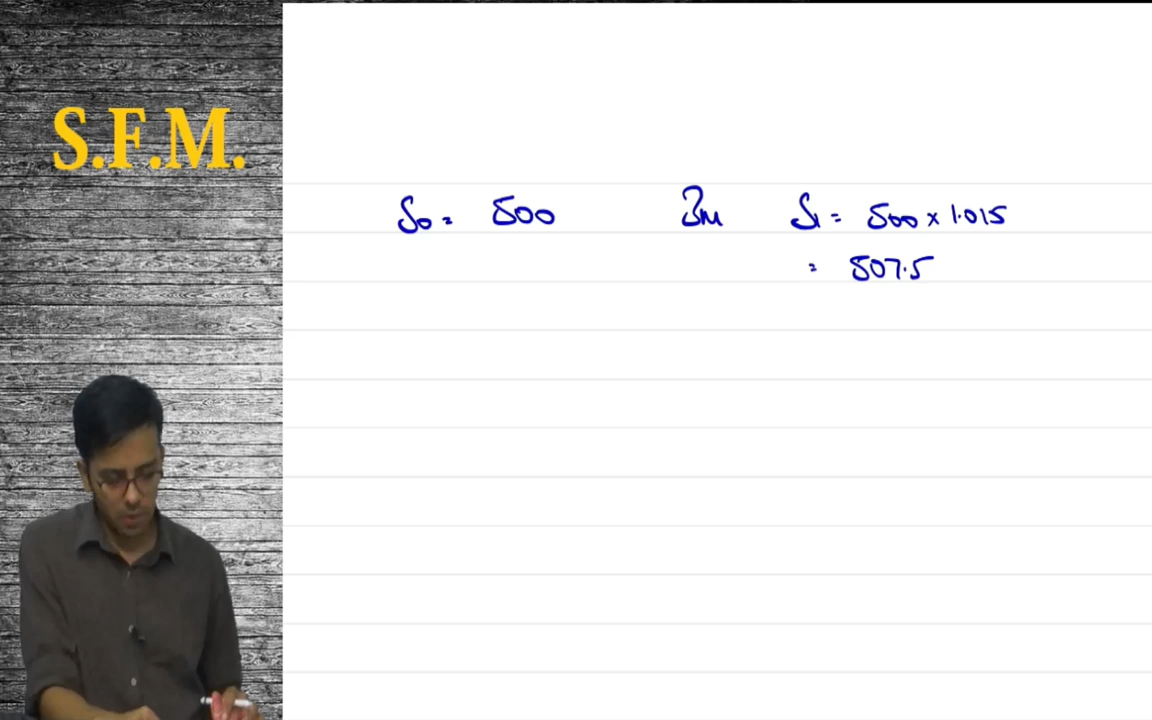 S.F.M.
S0 = 500 3M S1 = 500 x 1.015
= 507.5